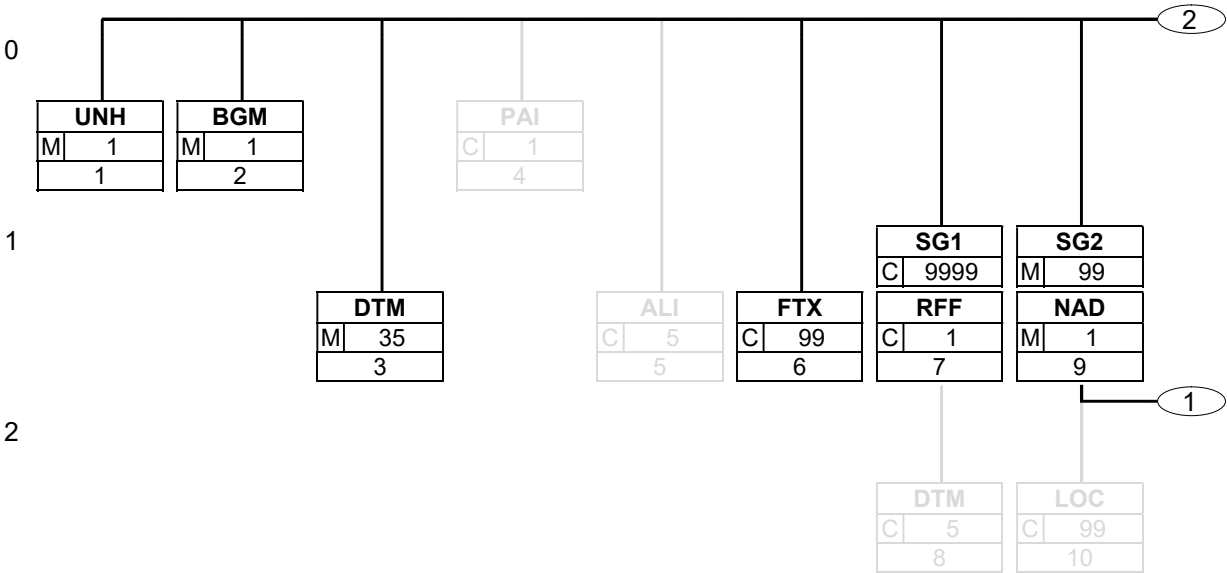 2
0
UNH BGM PAI
M 1 M 1 C 1
1 2 4
1
SG1 SG2
C 9999 M 99
DTM ALI FTX RFF NAD
M 35 C 5 C 99 C 1 M 1
3 5 6 7 9
1
2
DTM LOC
C 5 C 99
8 10